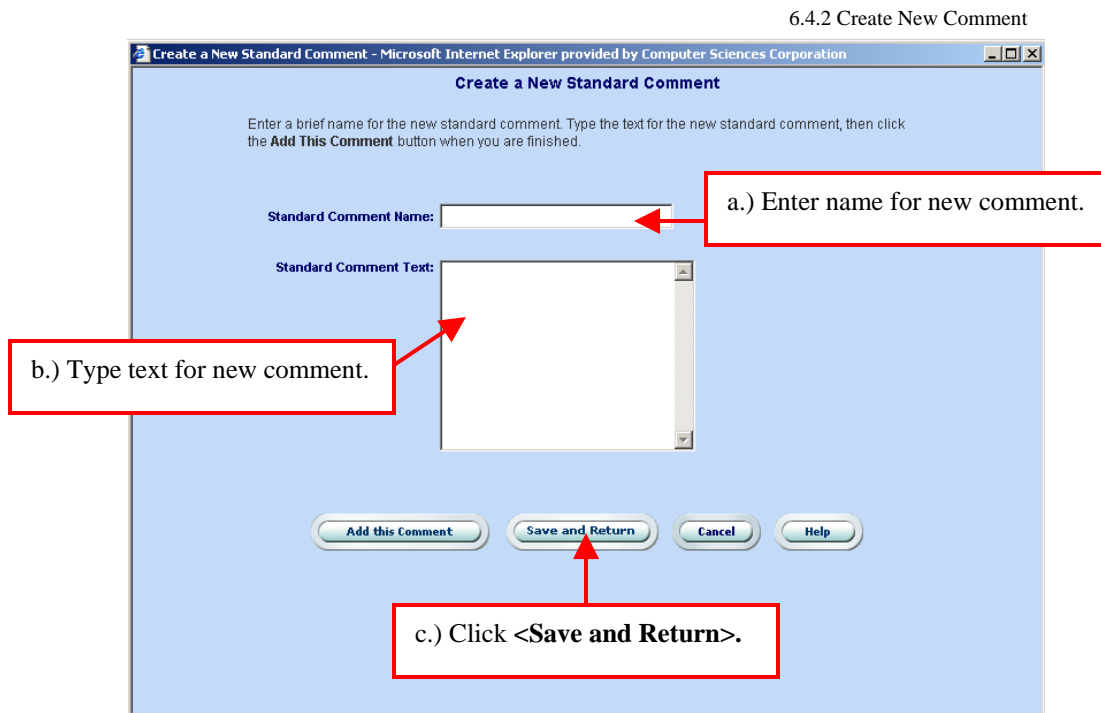 6.4.2 Create New Comment
Create a New Standard Comment - Microsoft Internet Explorer provided by Computer Sciences Corporation
Create a New Standard Comment
Enter a brief name for the new standard comment. Type the text for the new standard comment, then click
the Add This Comment button when you are finished.
a.) Enter name for new comment.
Standard Comment Name:
Standard Comment Text:
b.) Type text for new comment.
Add this Comment
Save and Return
Cancel
Help
c.) Click <Save and Return>.